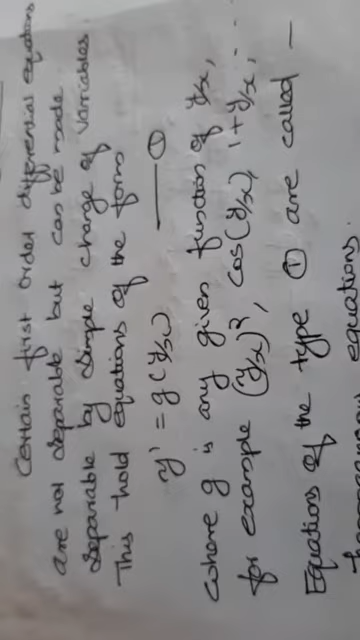 Certain first order differential equations
are not separable but can be made
separable by simple change of variables
This hold equations of the form
y' = g(y/x) — ①
where g is any given function of y/x,
for example (y/x)², cos(y/x), 1+y/x, ...
Equations of the type ① are called —
equations.